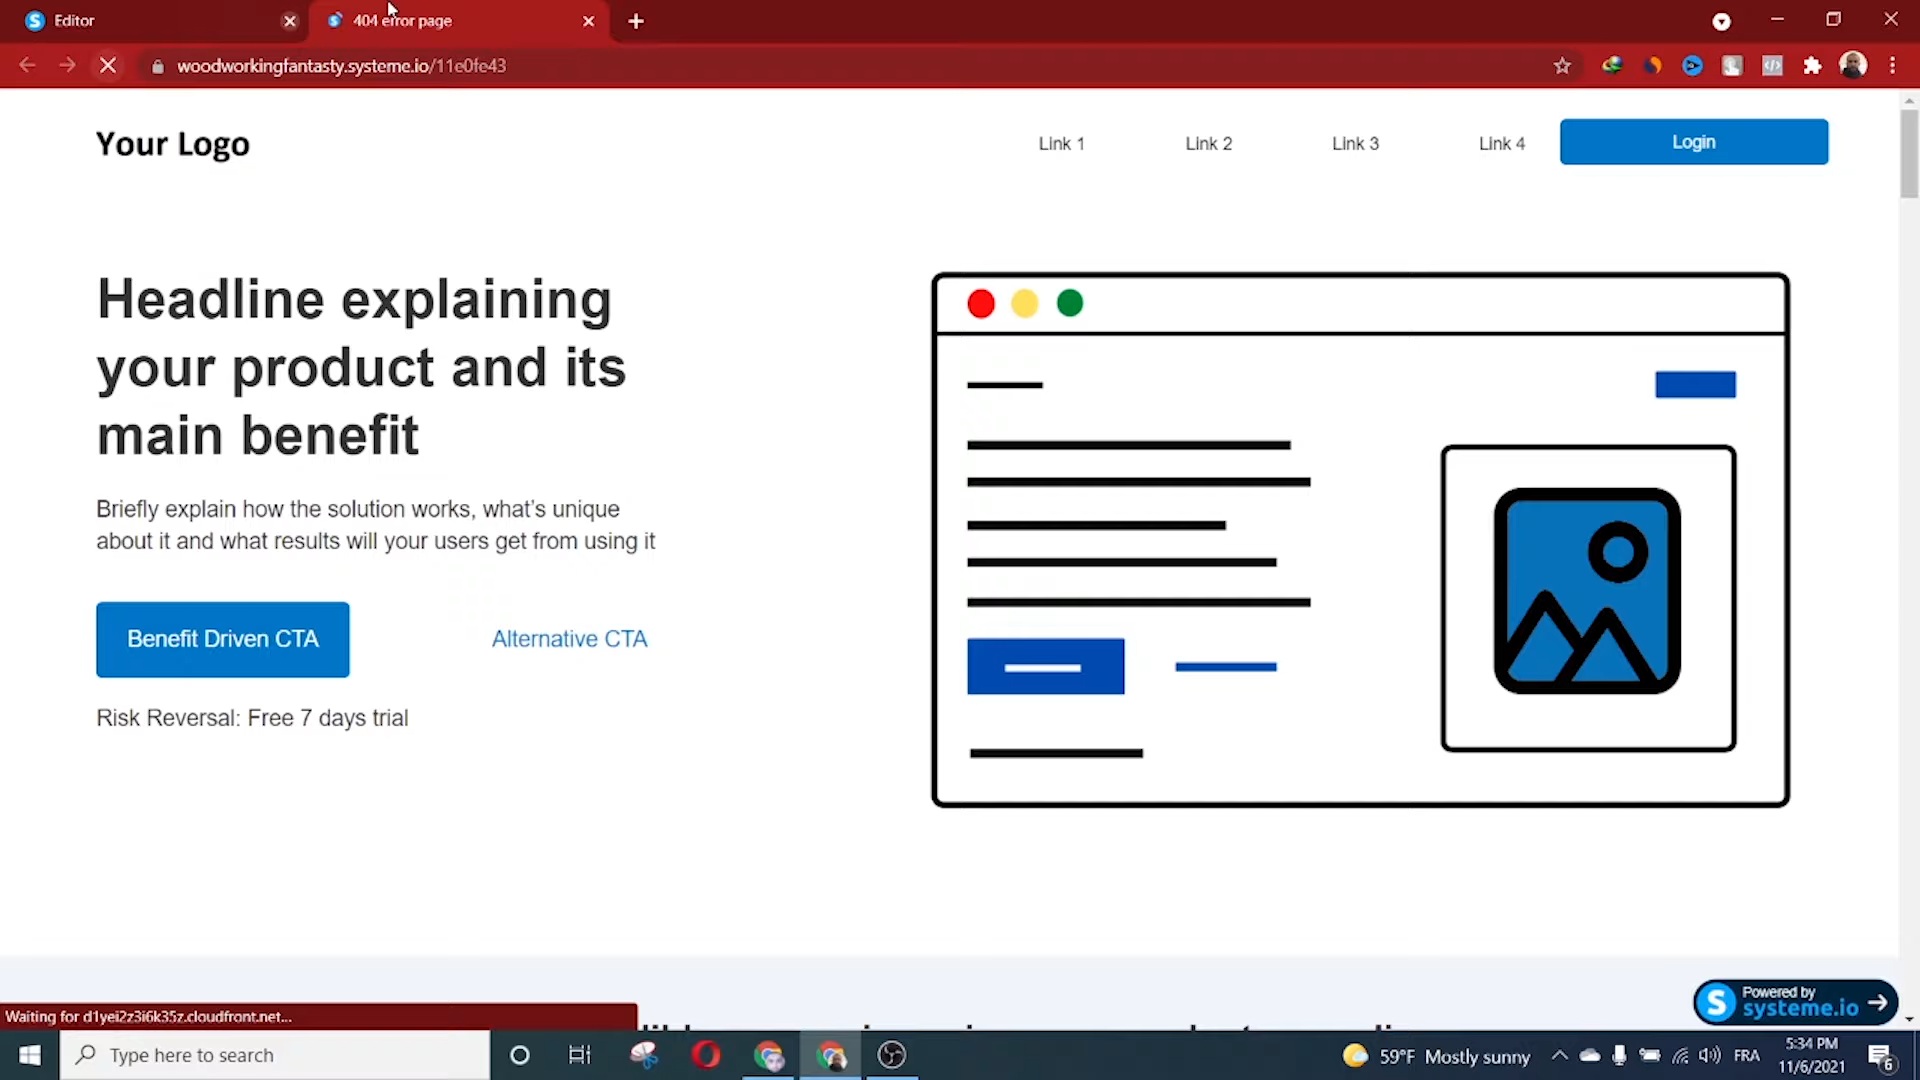 Editor
404 error page
woodworkingfantasty.systeme.io/11e0fe43
Your Logo
Link 1
Link 2
Link 3
Link 4
Login
Headline explaining
your product and its
main benefit
Briefly explain how the solution works, what's unique
about it and what results will your users get from using it
Benefit Driven CTA
Alternative CTA
Risk Reversal: Free 7 days trial
Powered by
systeme.io
Waiting for d1yei2z3i6k35z.cloudfront.net...
Type here to search
59°F Mostly sunny
FRA
5:34 PM
11/6/2021
6